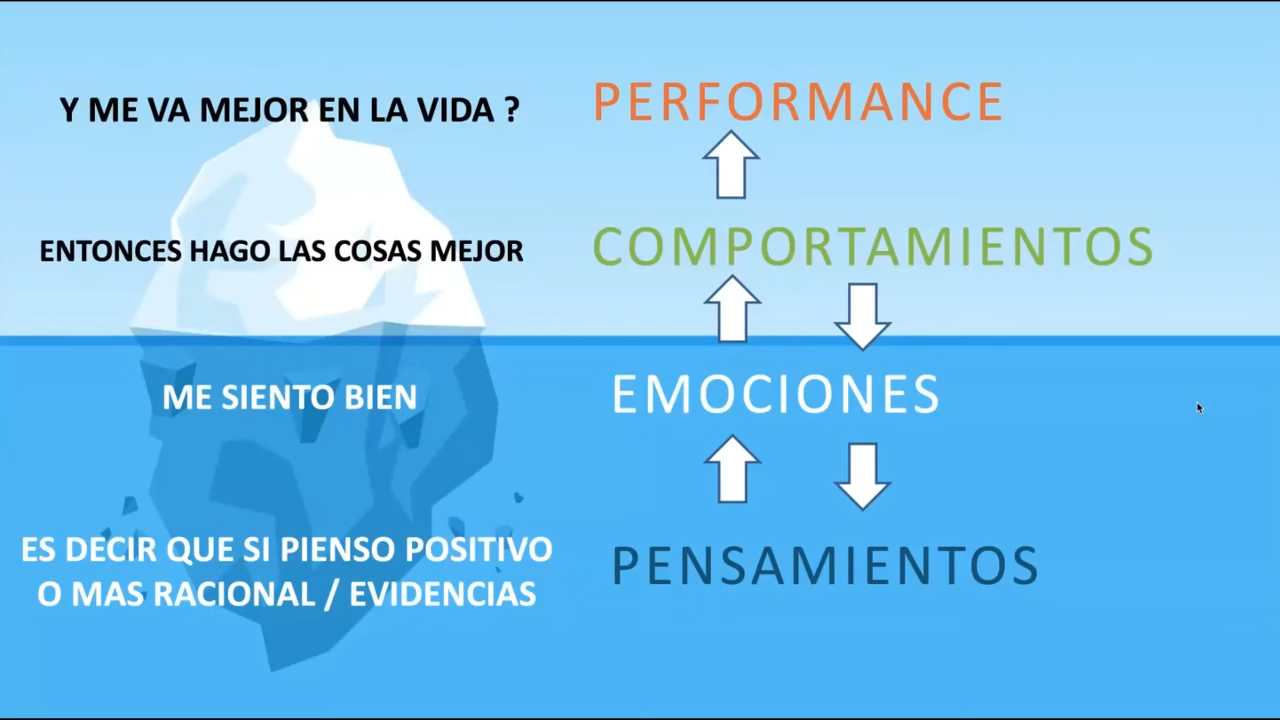 Y ME VA MEJOR EN LA VIDA ?
PERFORMANCE
ENTONCES HAGO LAS COSAS MEJOR
COMPORTAMIENTOS
ME SIENTO BIEN
EMOCIONES
ES DECIR QUE SI PIENSO POSITIVO
O MAS RACIONAL / EVIDENCIAS
PENSAMIENTOS